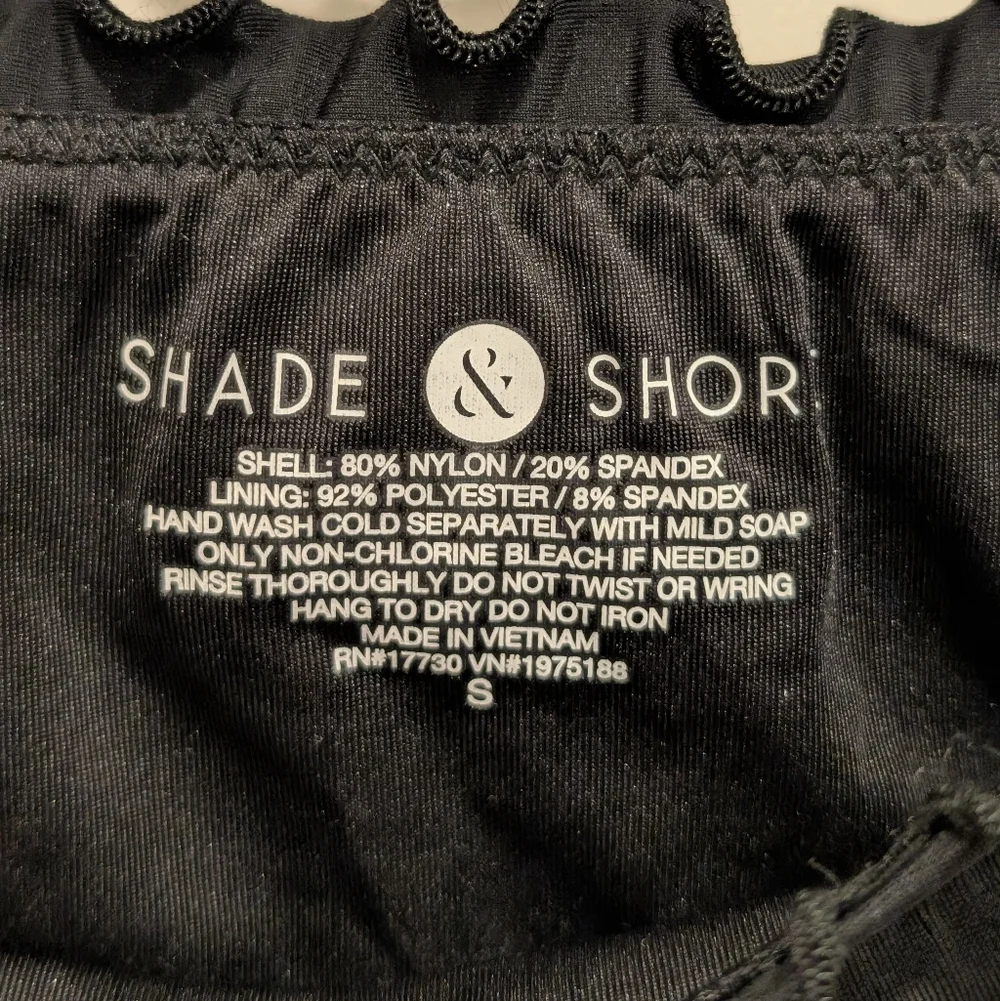 SHADE & SHOR
SHELL: 80% NYLON / 20% SPANDEX
LINING: 92% POLYESTER / 8% SPANDEX
HAND WASH COLD SEPARATELY WITH MILD SOAP
ONLY NON-CHLORINE BLEACH IF NEEDED
RINSE THOROUGHLY DO NOT TWIST OR WRING
HANG TO DRY DO NOT IRON
MADE IN VIETNAM
RN#17730 VN#1975188
S